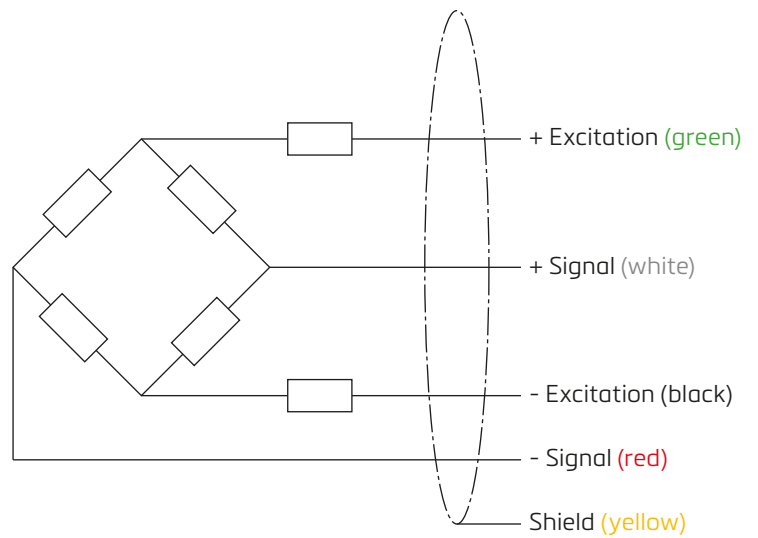 + Excitation (green)
+ Signal (white)
- Excitation (black)
- Signal (red)
Shield (yellow)